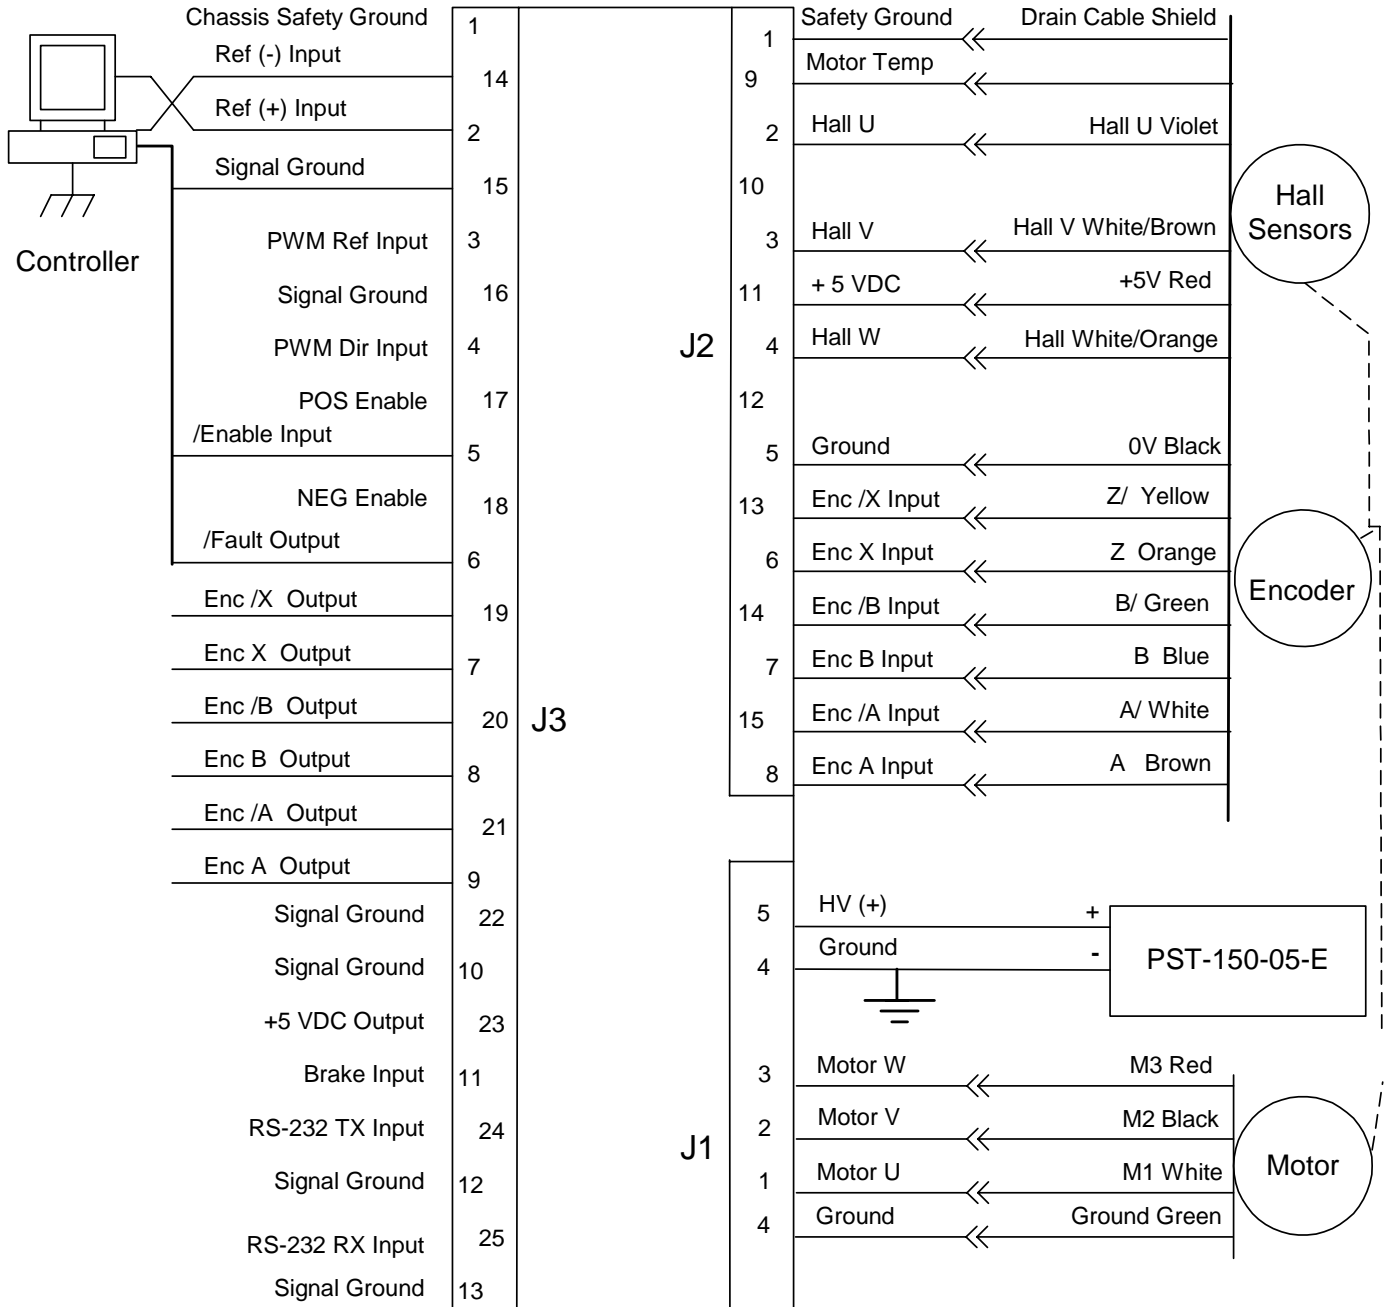 Chassis Safety Ground 1
Ref (-) Input 14
Ref (+) Input 2
Signal Ground 15
Controller
PWM Ref Input 3
Signal Ground 16
PWM Dir Input 4
POS Enable 17
/Enable Input 5
NEG Enable 18
/Fault Output 6
Enc /X Output 19
Enc X Output 7
Enc /B Output 20
J3
Enc B Output 8
Enc /A Output 21
Enc A Output 9
Signal Ground 22
Signal Ground 10
+5 VDC Output 23
Brake Input 11
RS-232 TX Input 24
Signal Ground 12
RS-232 RX Input 25
Signal Ground 13
J2
1 Safety Ground Drain Cable Shield
9 Motor Temp
2 Hall U Hall U Violet
10
3 Hall V Hall V White/Brown
11 + 5 VDC +5V Red
4 Hall W Hall White/Orange
12
5 Ground 0V Black
13 Enc /X Input Z/ Yellow
6 Enc X Input Z Orange
14 Enc /B Input B/ Green
7 Enc B Input B Blue
15 Enc /A Input A/ White
8 Enc A Input A Brown
Hall
Sensors
Encoder
J1
5 HV (+) +
4 Ground -
PST-150-05-E
3 Motor W M3 Red
2 Motor V M2 Black
1 Motor U M1 White
4 Ground Ground Green
Motor